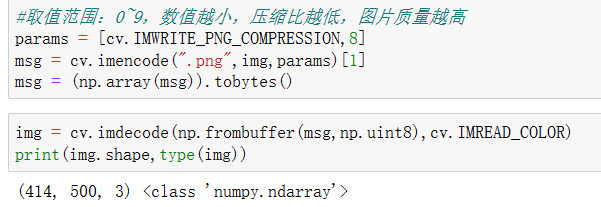 #取值范围：0~9，数值越小，压缩比越低，图片质量越高
params = [cv.IMWRITE_PNG_COMPRESSION,8]
msg = cv.imencode(".png",img,params)[1]
msg = (np.array(msg)).tobytes()
img = cv.imdecode(np.frombuffer(msg,np.uint8),cv.IMREAD_COLOR)
print(img.shape,type(img))
(414, 500, 3) <class 'numpy.ndarray'>